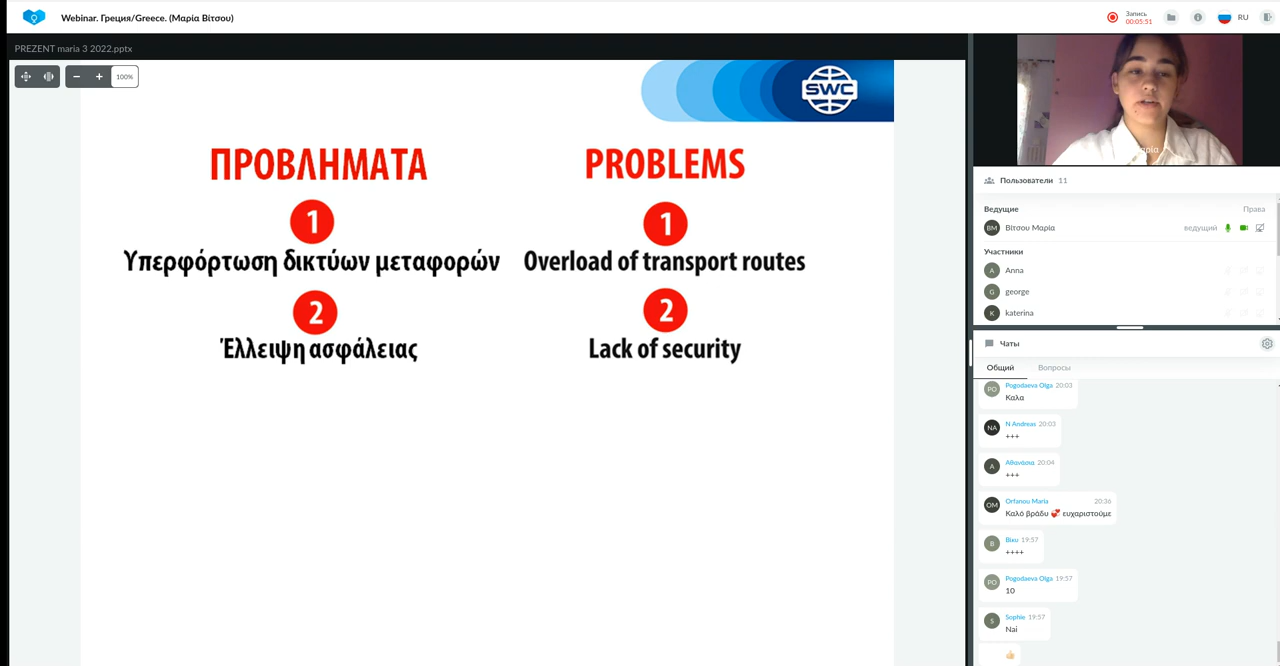 Webinar. Греция/Greece. (Μαρία Βίτσου)
Запись
00:05:51
RU
PREZENT maria 3 2022.pptx
100%
SWC
ΠΡΟΒΛΗΜΑΤΑ
1
Υπερφόρτωση δικτύων μεταφορών
2
Έλλειψη ασφάλειας
PROBLEMS
1
Overload of transport routes
2
Lack of security
Пользователи 11
Ведущие Права
ΒΜ Βίτσου Μαρία ведущий
Участники
A Anna
G george
K katerina
Чаты
Общий Вопросы
PO Pogodaeva Olga 20:03
Καλα
NA N Andreas 20:03
+++
A Αθανάσια 20:04
+++
OM Orfanou Maria 20:36
Καλό βράδυ 💞 ευχαριστούμε
В Віхи 19:57
++++
PO Pogodaeva Olga 19:57
10
S Sophie 19:57
Nai
👍🏼